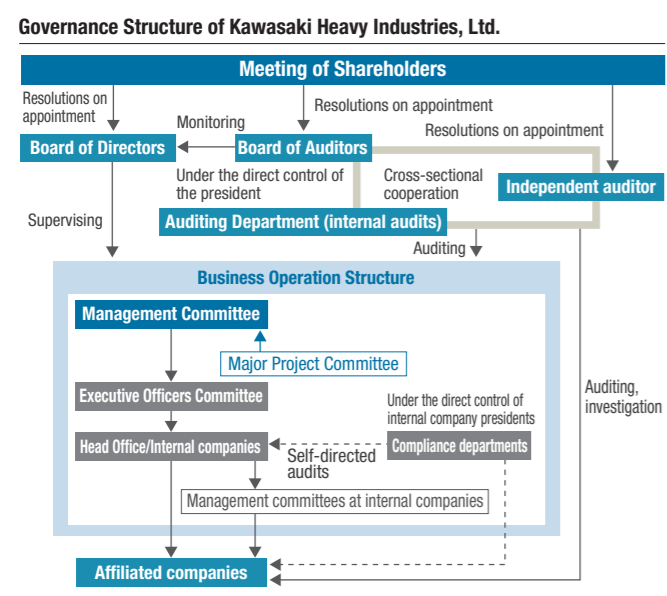 Governance Structure of Kawasaki Heavy Industries, Ltd.
Meeting of Shareholders
Resolutions on
appointment
Resolutions on appointment
Resolutions on appointment
Monitoring
Board of Directors
Board of Auditors
Under the direct control of
the president
Cross-sectional
cooperation
Independent auditor
Supervising
Auditing Department (internal audits)
Auditing
Business Operation Structure
Management Committee
Major Project Committee
Executive Officers Committee
Under the direct control of
internal company presidents
Auditing,
investigation
Head Office/Internal companies
Compliance departments
Self-directed
audits
Management committees at internal companies
Affiliated companies